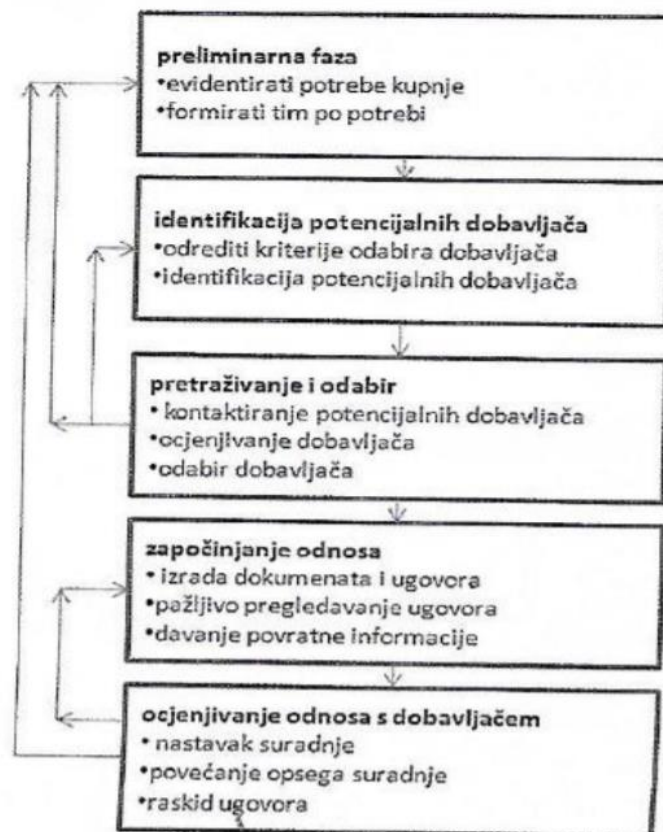 preliminarna faza
•evidentirati potrebe kupnje
•formirati tim po potrebi
identifikacija potencijalnih dobavljača
•odrediti kriterije odabira dobavljača
•identifikacija potencijalnih dobavljača
pretraživanje i odabir
• kontaktiranje potencijalnih dobavljača
•ocjenjivanje dobavljača
•odabir dobavljača
započinjanje odnosa
• izrada dokumenata i ugovora
•pažljivo pregledavanje ugovora
•davanje povratne informacije
ocjenjivanje odnosa s dobavljačem
• nastavak suradnje
•povećanje opsega suradnje
•raskid ugovora